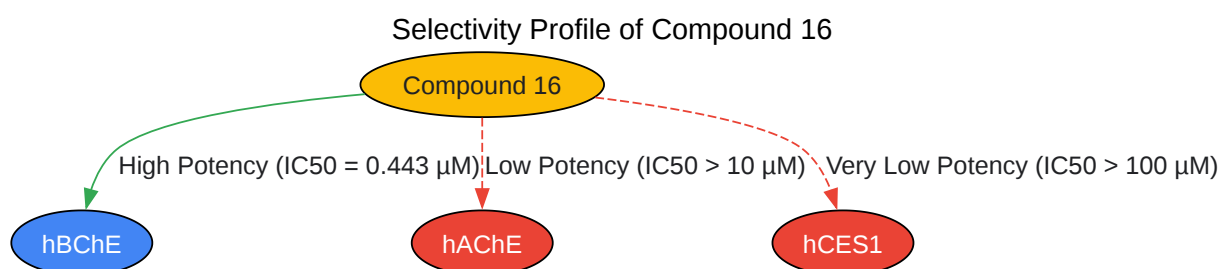 Selectivity Profile of Compound 16
Compound 16
High Potency (IC50 = 0.443 µM)
Low Potency (IC50 > 10 µM)
Very Low Potency (IC50 > 100 µM)
hBChE
hAChE
hCES1